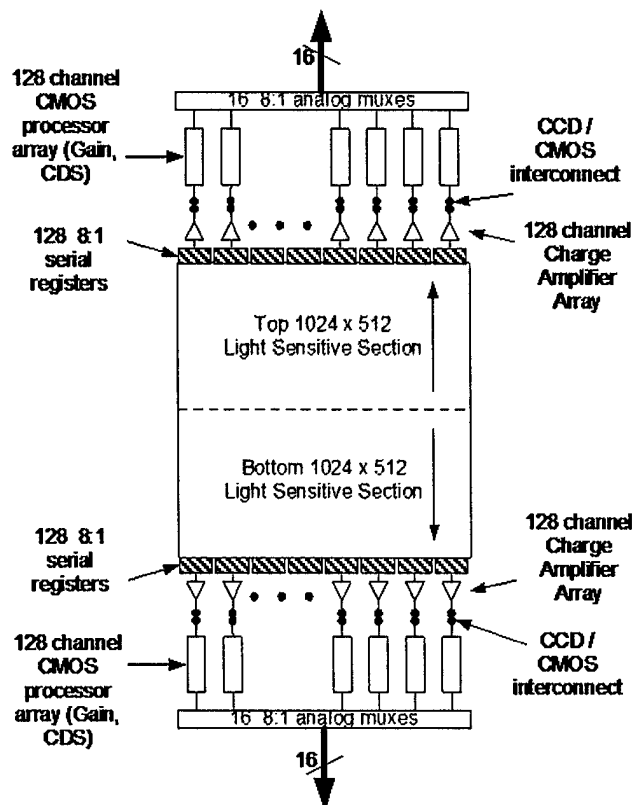 16
16 8:1 analog muxes
128 channel
CMOS
processor
array (Gain,
CDS)
CCD /
CMOS
interconnect
128 8:1
serial
registers
128 channel
Charge
Amplifier
Array
Top 1024 x 512
Light Sensitive Section
Bottom 1024 x 512
Light Sensitive Section
128 8:1
serial
registers
128 channel
Charge
Amplifier
Array
128 channel
CMOS
processor
array (Gain,
CDS)
CCD /
CMOS
interconnect
16 8:1 analog muxes
16